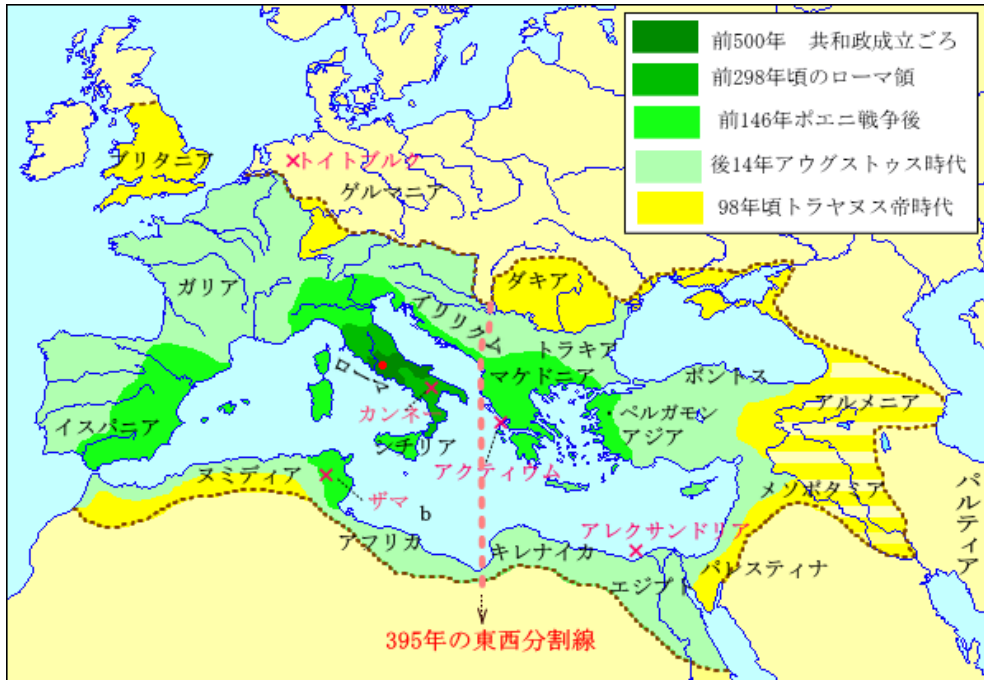 前500年 共和政成立ごろ
前298年頃のローマ領
前146年ポエニ戦争後
後14年アウグストゥス時代
98年頃トラヤヌス帝時代
ブリタニア
トイトブルク
ゲルマニア
ガリア
ダキア
イリリクム
トラキア
ローマ
マケドニア
ポントス
カンネー
・ペルガモン
アルメニア
イスパニア
アジア
シチリア
アクティウム
ヌミディア
メソポタミア
ザマ
b
パルティア
アレクサンドリア
アフリカ
キレナイカ
パレスティナ
エジプト
395年の東西分割線